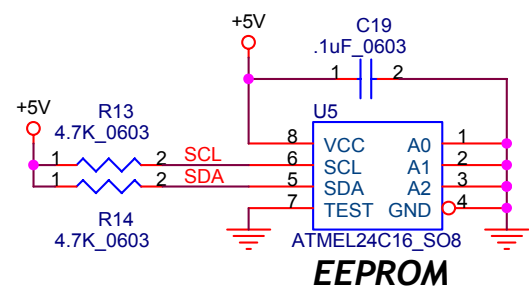 +5V
C19
.1uF_0603
1 2
+5V
R13
4.7K_0603
U5
1 2 SCL
1 2 SDA
8 VCC A0 1
6 SCL A1 2
5 SDA A2 3
7 TEST GND 4
R14
4.7K_0603
ATMEL24C16_SO8
EEPROM